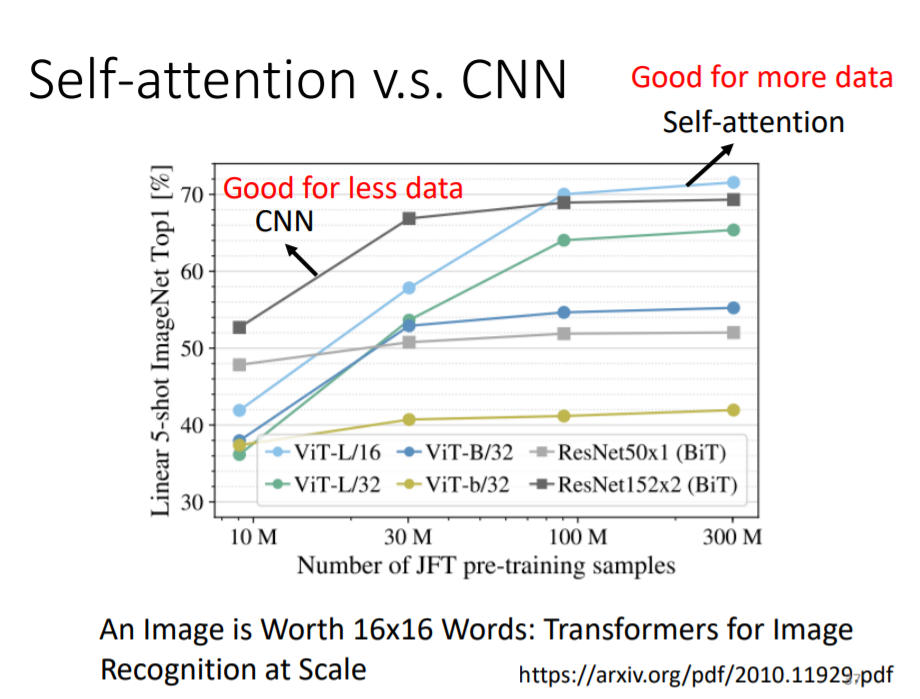 Self-attention v.s. CNN
Good for more data
Self-attention
Good for less data
CNN
Linear 5-shot ImageNet Top1 [%]
70
60
50
40
30
ViT-L/16 ViT-B/32 ResNet50x1 (BiT)
ViT-L/32 ViT-b/32 ResNet152x2 (BiT)
10 M 30 M 100 M 300 M
Number of JFT pre-training samples
An Image is Worth 16x16 Words: Transformers for Image
Recognition at Scale
https://arxiv.org/pdf/2010.11929.pdf